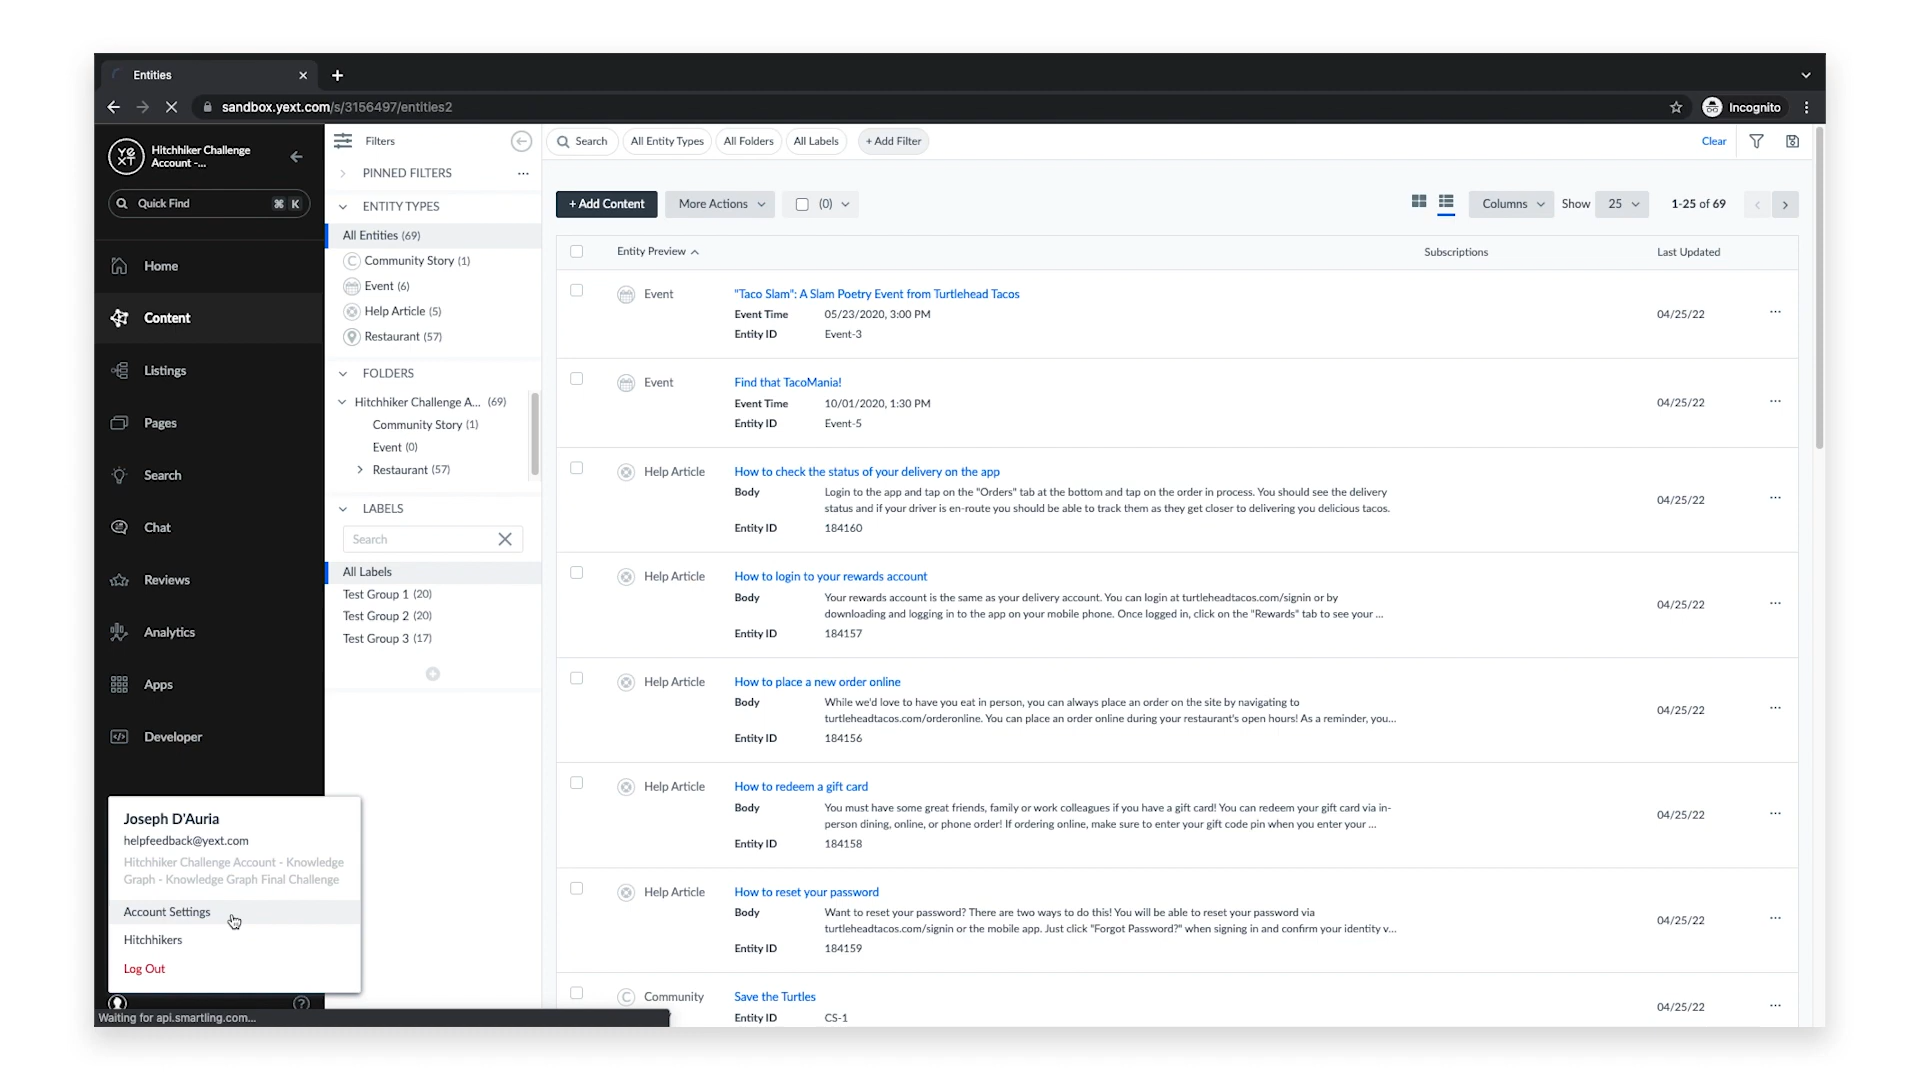 Entities
sandbox.yext.com/s/3156497/entities2
Incognito
YEXT
Hitchhiker Challenge
Account -...
Quick Find
⌘ K
Home
Content
Listings
Pages
Search
Chat
Reviews
Analytics
Apps
Developer
Joseph D'Auria
helpfeedback@yext.com
Hitchhiker Challenge Account - Knowledge
Graph - Knowledge Graph Final Challenge
Account Settings
Hitchhikers
Log Out
Waiting for api.smartling.com...
Filters
PINNED FILTERS
ENTITY TYPES
All Entities (69)
Community Story (1)
Event (6)
Help Article (5)
Restaurant (57)
FOLDERS
Hitchhiker Challenge A... (69)
Community Story (1)
Event (0)
Restaurant (57)
LABELS
Search
All Labels
Test Group 1 (20)
Test Group 2 (20)
Test Group 3 (17)
Search
All Entity Types
All Folders
All Labels
+ Add Filter
Clear
+ Add Content
More Actions
(0)
Columns
Show
25
1-25 of 69
Entity Preview
Subscriptions
Last Updated
Event
"Taco Slam": A Slam Poetry Event from Turtlehead Tacos
Event Time 05/23/2020, 3:00 PM
Entity ID Event-3
04/25/22
Event
Find that TacoMania!
Event Time 10/01/2020, 1:30 PM
Entity ID Event-5
04/25/22
Help Article
How to check the status of your delivery on the app
Body Login to the app and tap on the "Orders" tab at the bottom and tap on the order in process. You should see the delivery
status and if your driver is en-route you should be able to track them as they get closer to delivering you delicious tacos.
Entity ID 184160
04/25/22
Help Article
How to login to your rewards account
Body Your rewards account is the same as your delivery account. You can login at turtleheadtacos.com/signin or by
downloading and logging in to the app on your mobile phone. Once logged in, click on the "Rewards" tab to see your ...
Entity ID 184157
04/25/22
Help Article
How to place a new order online
Body While we'd love to have you eat in person, you can always place an order on the site by navigating to
turtleheadtacos.com/orderonline. You can place an order online during your restaurant's open hours! As a reminder, you...
Entity ID 184156
04/25/22
Help Article
How to redeem a gift card
Body You must have some great friends, family or work colleagues if you have a gift card! You can redeem your gift card via in-
person dining, online, or phone order! If ordering online, make sure to enter your gift code pin when you enter your ...
Entity ID 184158
04/25/22
Help Article
How to reset your password
Body Want to reset your password? There are two ways to do this! You will be able to reset your password via
turtleheadtacos.com/signin or the mobile app. Just click "Forgot Password?" when signing in and confirm your identity v...
Entity ID 184159
04/25/22
Community
Save the Turtles
Entity ID CS-1
04/25/22